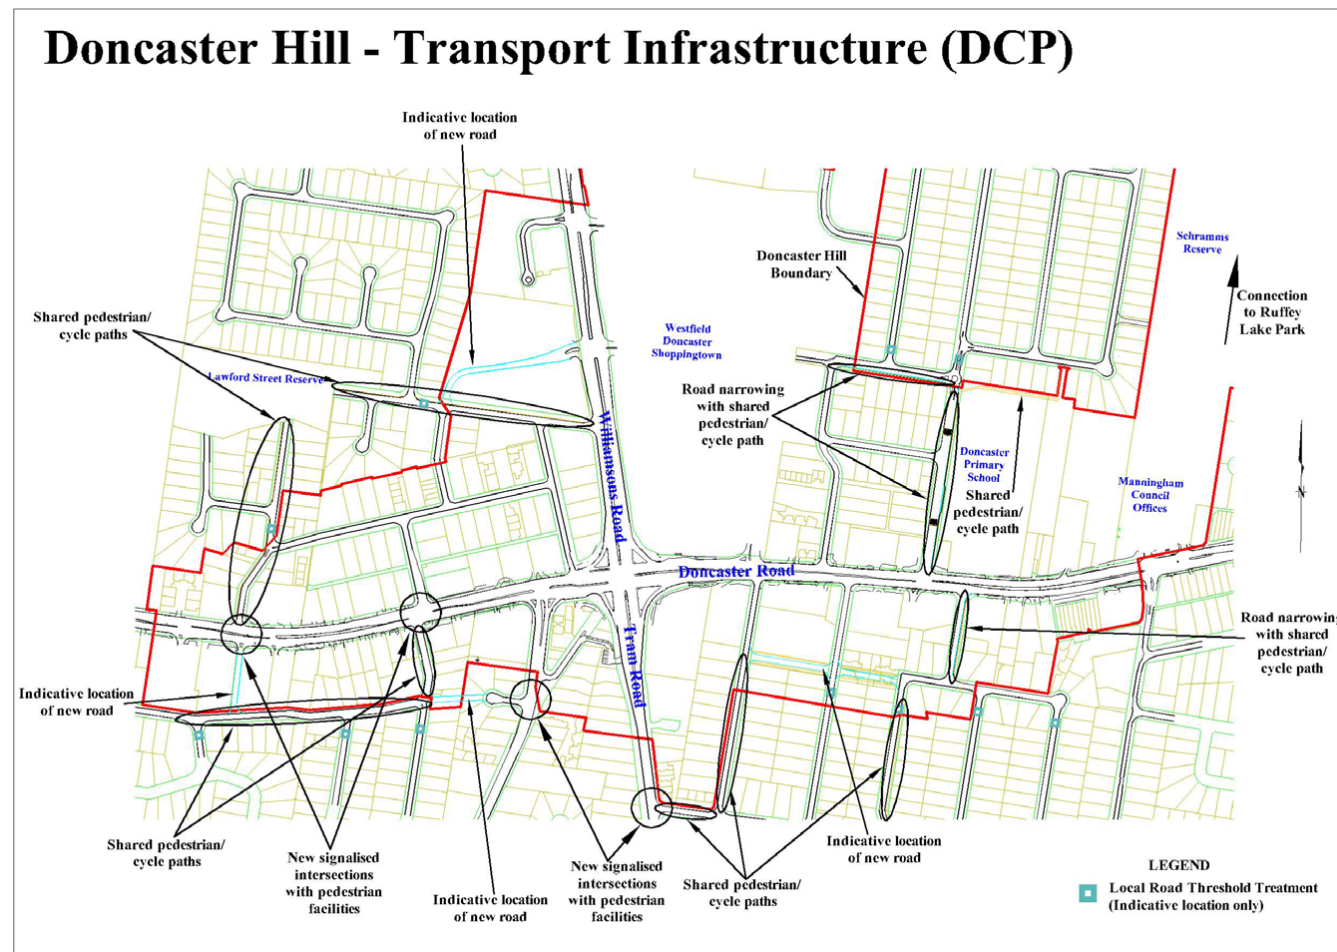 Doncaster Hill - Transport Infrastructure (DCP)
Indicative location
of new road
Shared pedestrian/
cycle paths
Lawford Street Reserve
Westfield
Doncaster
Shoppingtown
Doncaster Hill
Boundary
Schramms
Reserve
Connection
to Ruffey
Lake Park
Road narrowing
with shared
pedestrian/
cycle path
Williamsons Road
Doncaster
Primary
School
Shared
pedestrian/
cycle path
Manningham
Council
Offices
N
Doncaster Road
Tram Road
Road narrowing
with shared
pedestrian/
cycle path
Indicative location
of new road
Shared pedestrian/
cycle paths
New signalised
intersections
with pedestrian
facilities
Indicative location
of new road
New signalised
intersections
with pedestrian
facilities
Shared pedestrian/
cycle paths
Indicative location
of new road
LEGEND
Local Road Threshold Treatment
(Indicative location only)